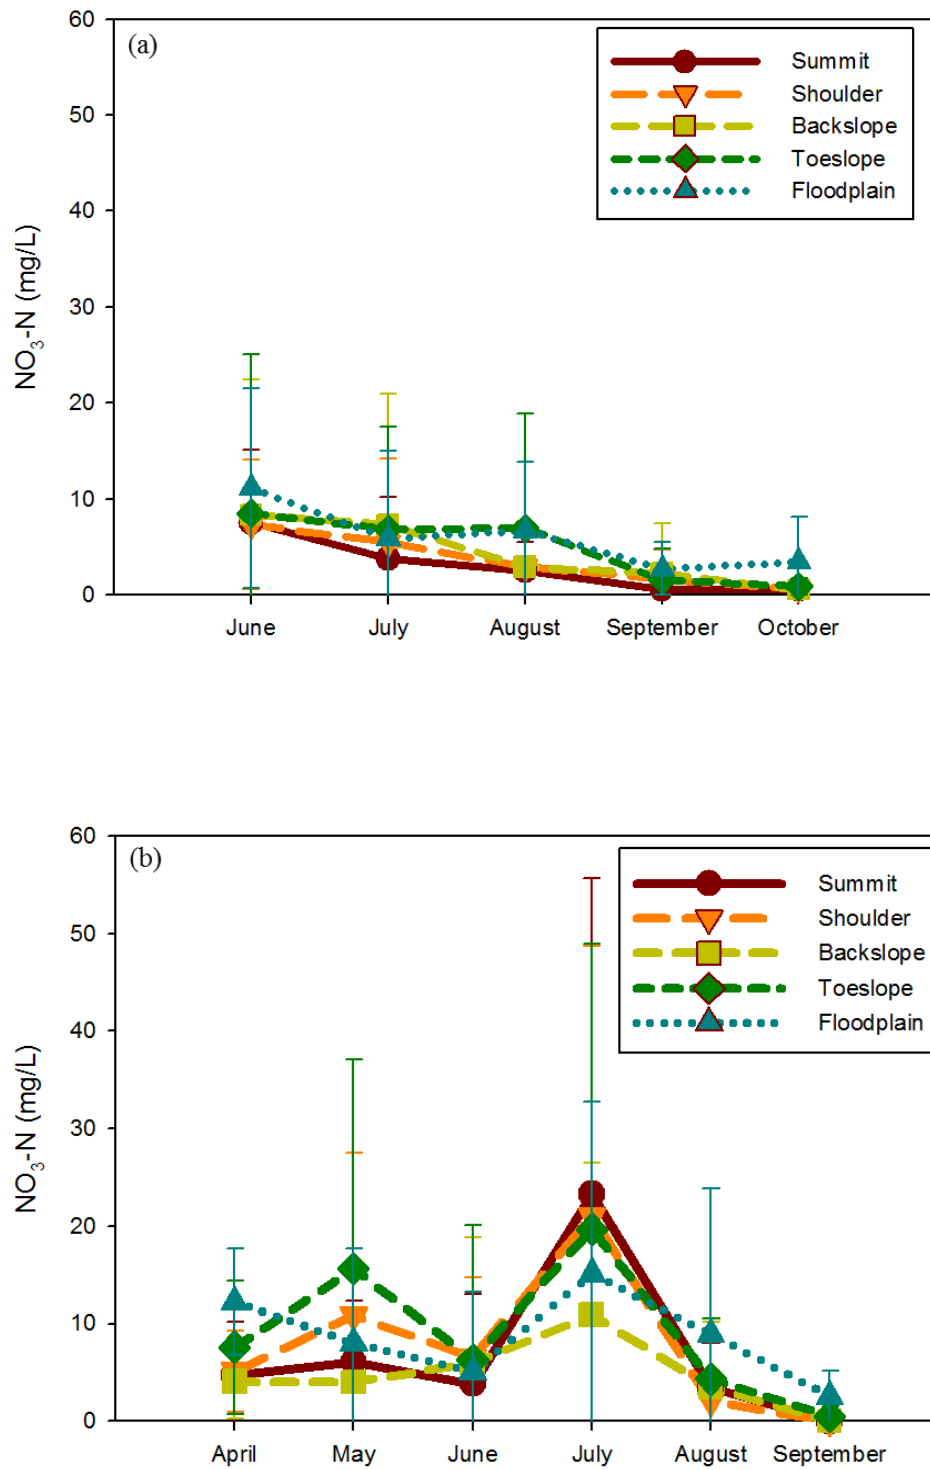 60
(a)
Summit
Shoulder
Backslope
Toeslope
Floodplain
50
40
30
20
10
0
NO3-N (mg/L)
June July August September October
60
(b)
Summit
Shoulder
Backslope
Toeslope
Floodplain
50
40
30
20
10
0
NO3-N (mg/L)
April May June July August September